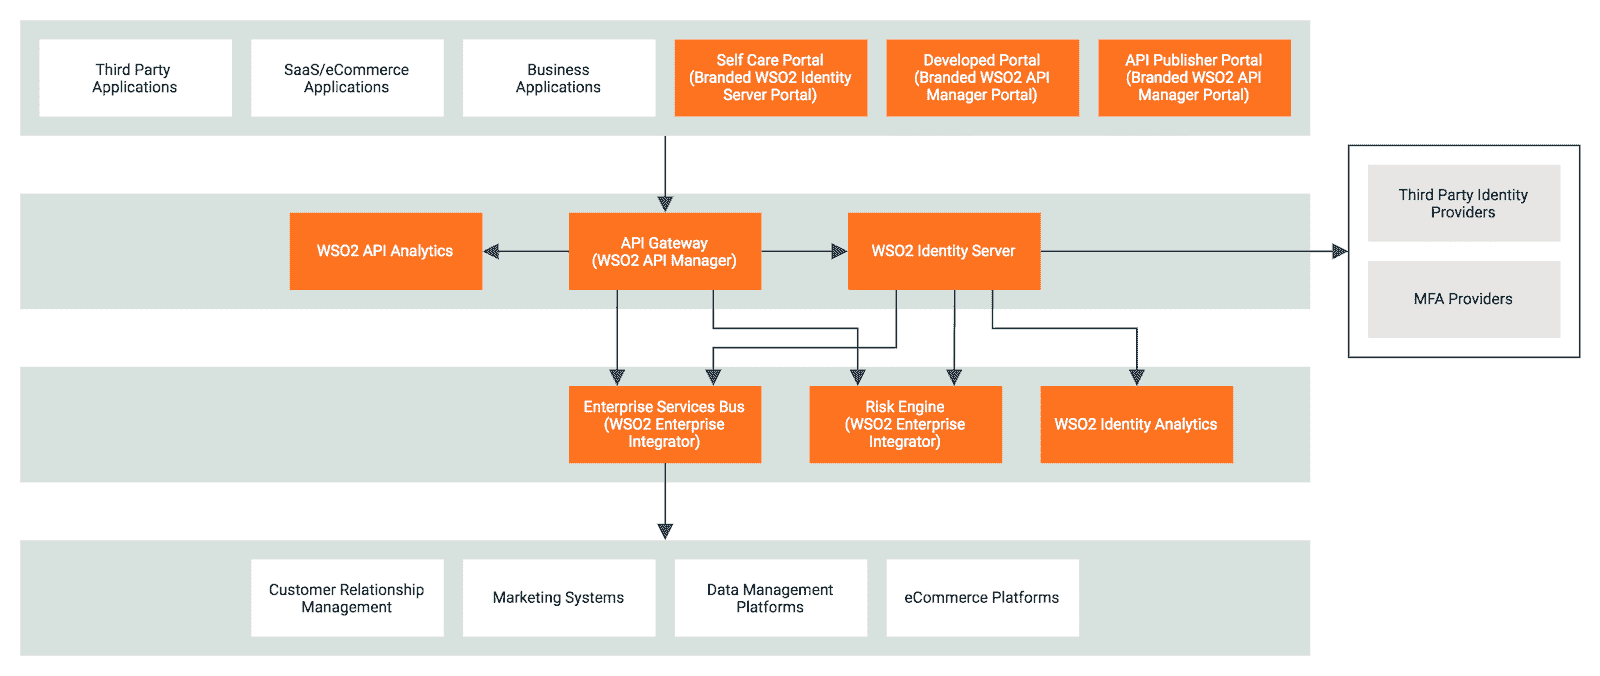 Third Party
Applications
SaaS/eCommerce
Applications
Business
Applications
Self Care Portal
(Branded WSO2 Identity
Server Portal)
Developed Portal
(Branded WSO2 API
Manager Portal)
API Publisher Portal
(Branded WSO2 API
Manager Portal)
WSO2 API Analytics
API Gateway
(WSO2 API Manager)
WSO2 Identity Server
Third Party Identity
Providers
MFA Providers
Enterprise Services Bus
(WSO2 Enterprise
Integrator)
Risk Engine
(WSO2 Enterprise
Integrator)
WSO2 Identity Analytics
Customer Relationship
Management
Marketing Systems
Data Management
Platforms
eCommerce Platforms